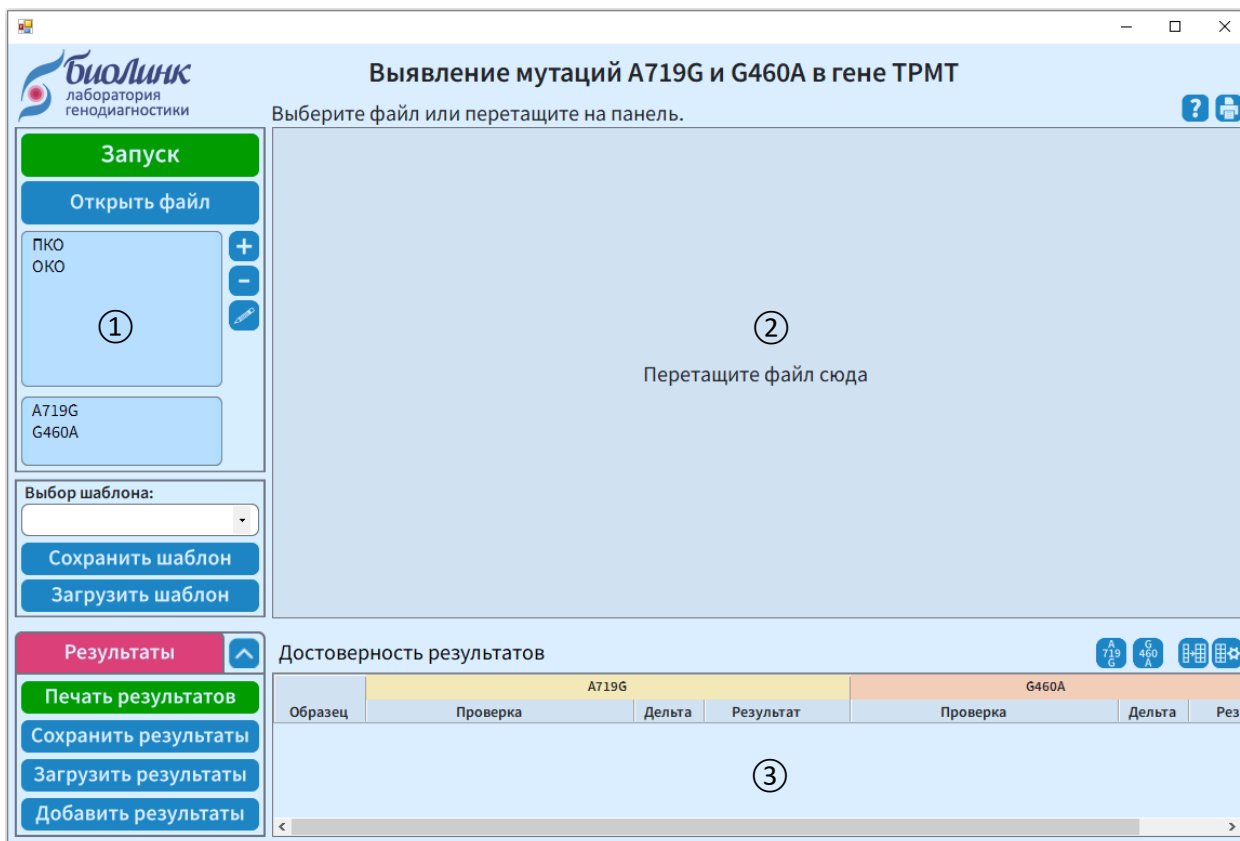 БиоЛинк
лаборатория
генодиагностики
Выявление мутаций A719G и G460A в гене ТРМТ
Выберите файл или перетащите на панель.
?
Запуск
Открыть файл
ПКО
ОКО
①
A719G
G460A
Выбор шаблона:
Сохранить шаблон
Загрузить шаблон
②
Перетащите файл сюда
Результаты
Печать результатов
Сохранить результаты
Загрузить результаты
Добавить результаты
Достоверность результатов
A
719
G
G
460
A
A719G
G460A
Образец Проверка Дельта Результат Проверка Дельта Рез
③